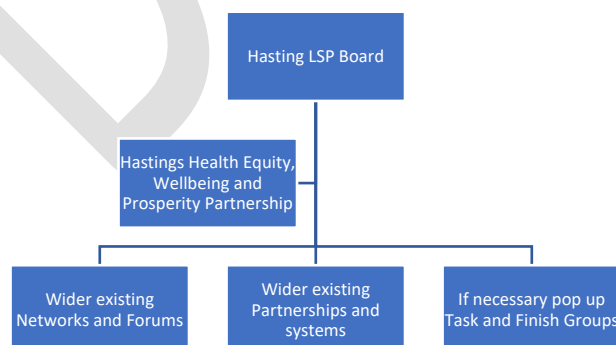 Hasting LSP Board
Hastings Health Equity,
Wellbeing and
Prosperity Partnership
Wider existing
Networks and Forums
Wider existing
Partnerships and
systems
If necessary pop up
Task and Finish Groups